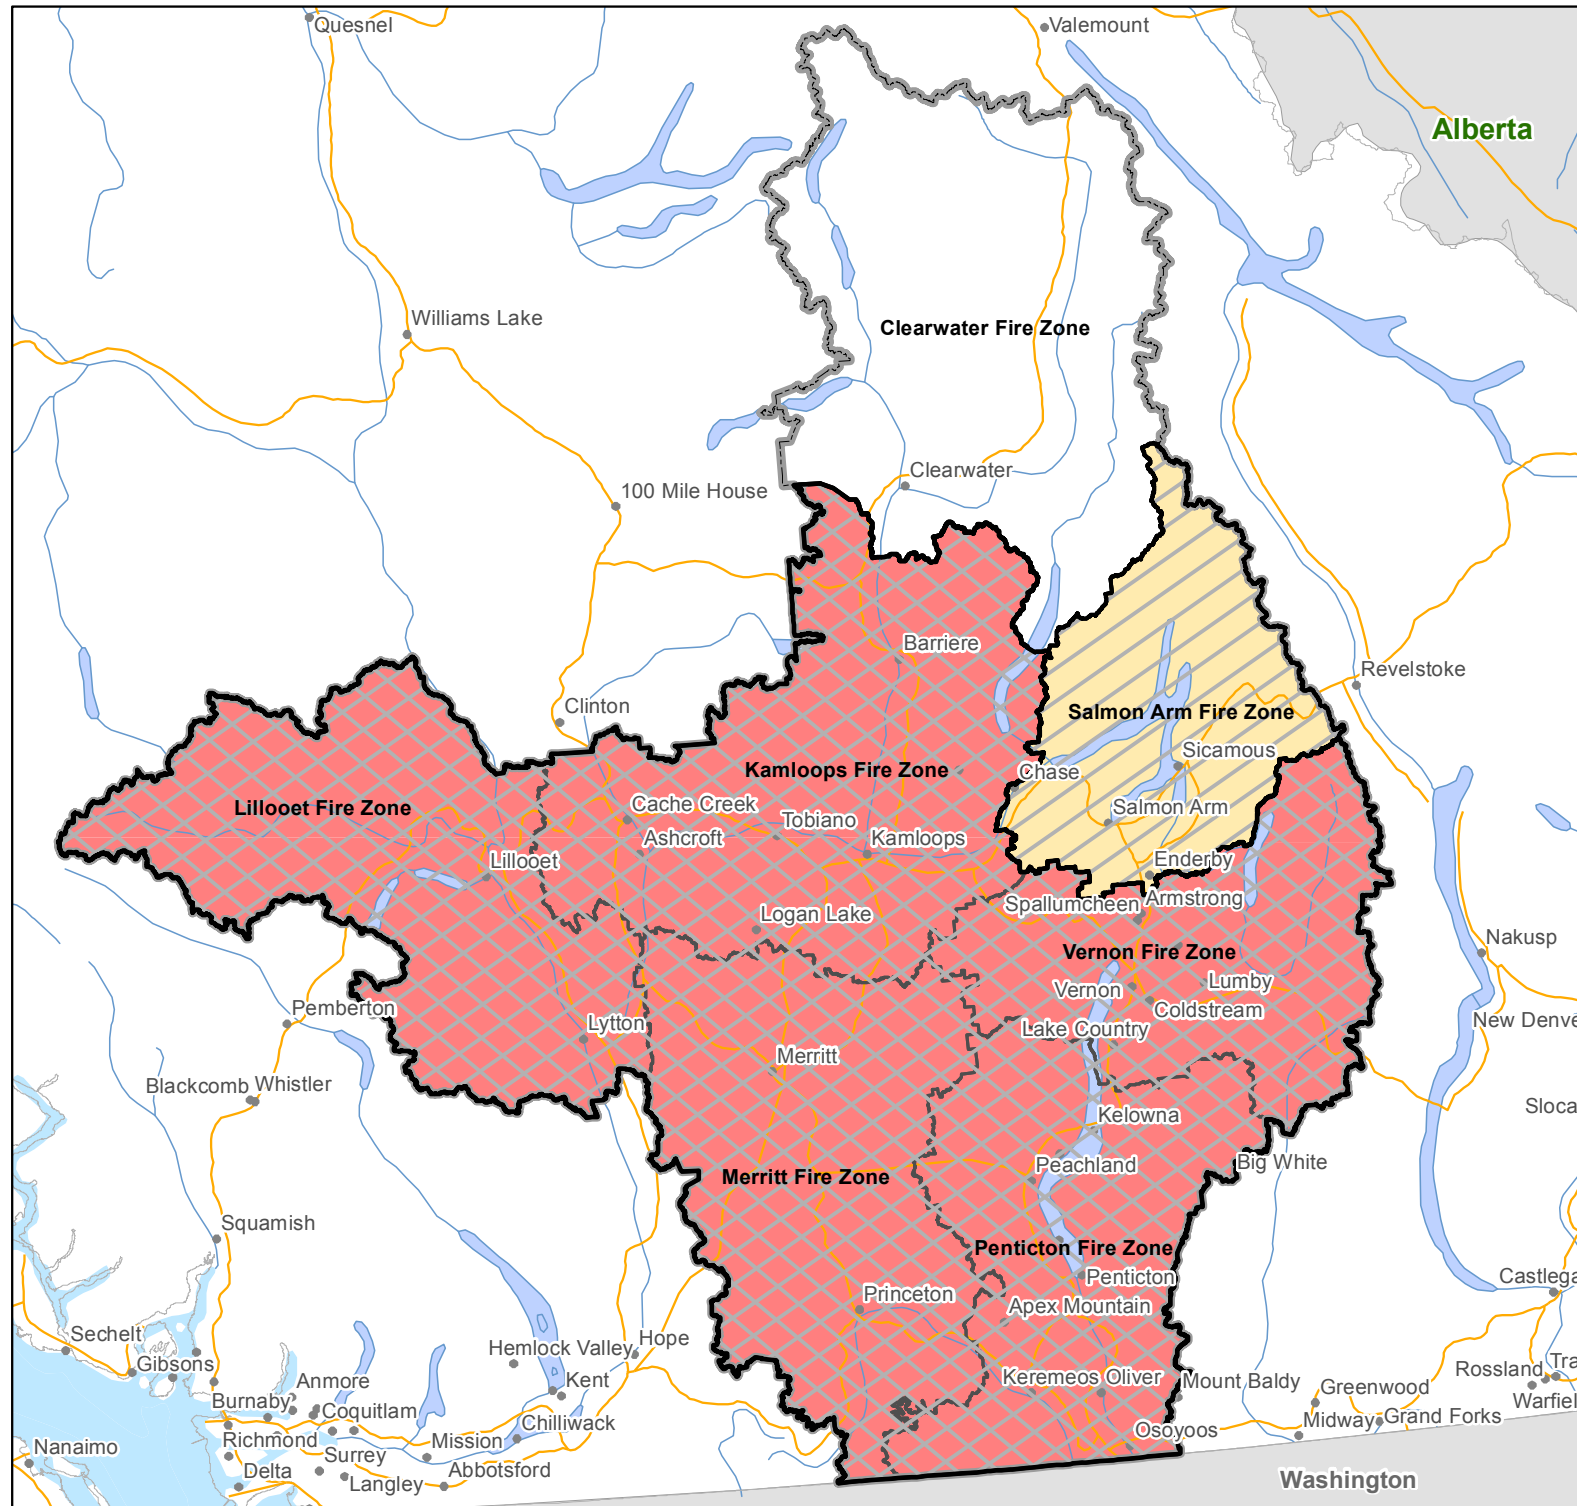 Quesnel
Valemount
Alberta
Williams Lake
Clearwater Fire Zone
Clearwater
100 Mile House
Barriere
Revelstoke
Clinton
Salmon Arm Fire Zone
Sicamous
Kamloops Fire Zone
Chase
Lillooet Fire Zone
Cache Creek
Salmon Arm
Tobiano
Ashcroft
Kamloops
Lillooet
Enderby
Spallumcheen
Armstrong
Logan Lake
Nakusp
Vernon Fire Zone
Lumby
Vernon
Coldstream
Pemberton
Lytton
Lake Country
New Denve
Merritt
Blackcomb
Whistler
Kelowna
Sloca
Peachland
Big White
Merritt Fire Zone
Squamish
Penticton Fire Zone
Penticton
Castlega
Princeton
Apex Mountain
Sechelt
Hemlock Valley
Hope
Gibsons
Rossland
Tra
Anmore
Kent
Keremeos
Oliver
Mount Baldy
Greenwood
Warfiel
Burnaby
Coquitlam
Midway
Grand Forks
Chilliwack
Osoyoos
Richmond
Mission
Nanaimo
Surrey
Delta
Abbotsford
Langley
Washington